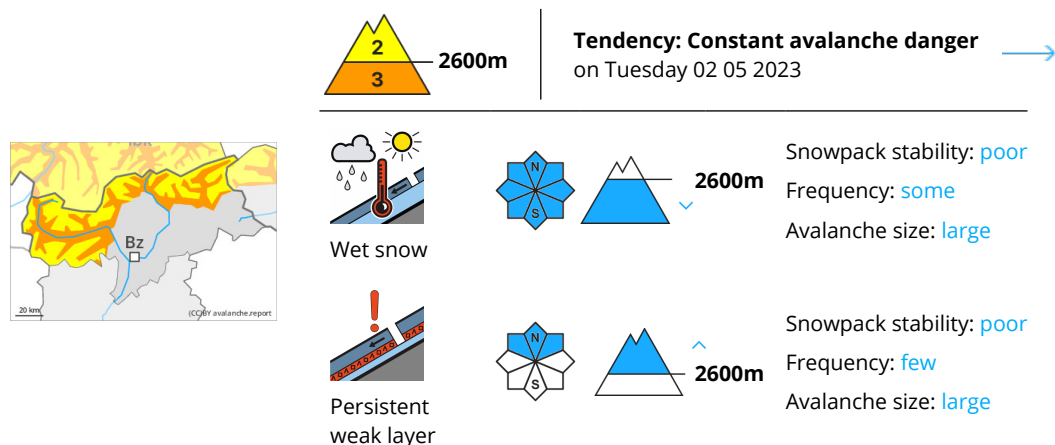 2
3
2600m
Tendency: Constant avalanche danger
on Tuesday 02 05 2023
Bz
20 km
(CC)BY avalanche.report
Wet snow
N
S
2600m
Snowpack stability: poor
Frequency: some
Avalanche size: large
Persistent
weak layer
N
S
2600m
Snowpack stability: poor
Frequency: few
Avalanche size: large